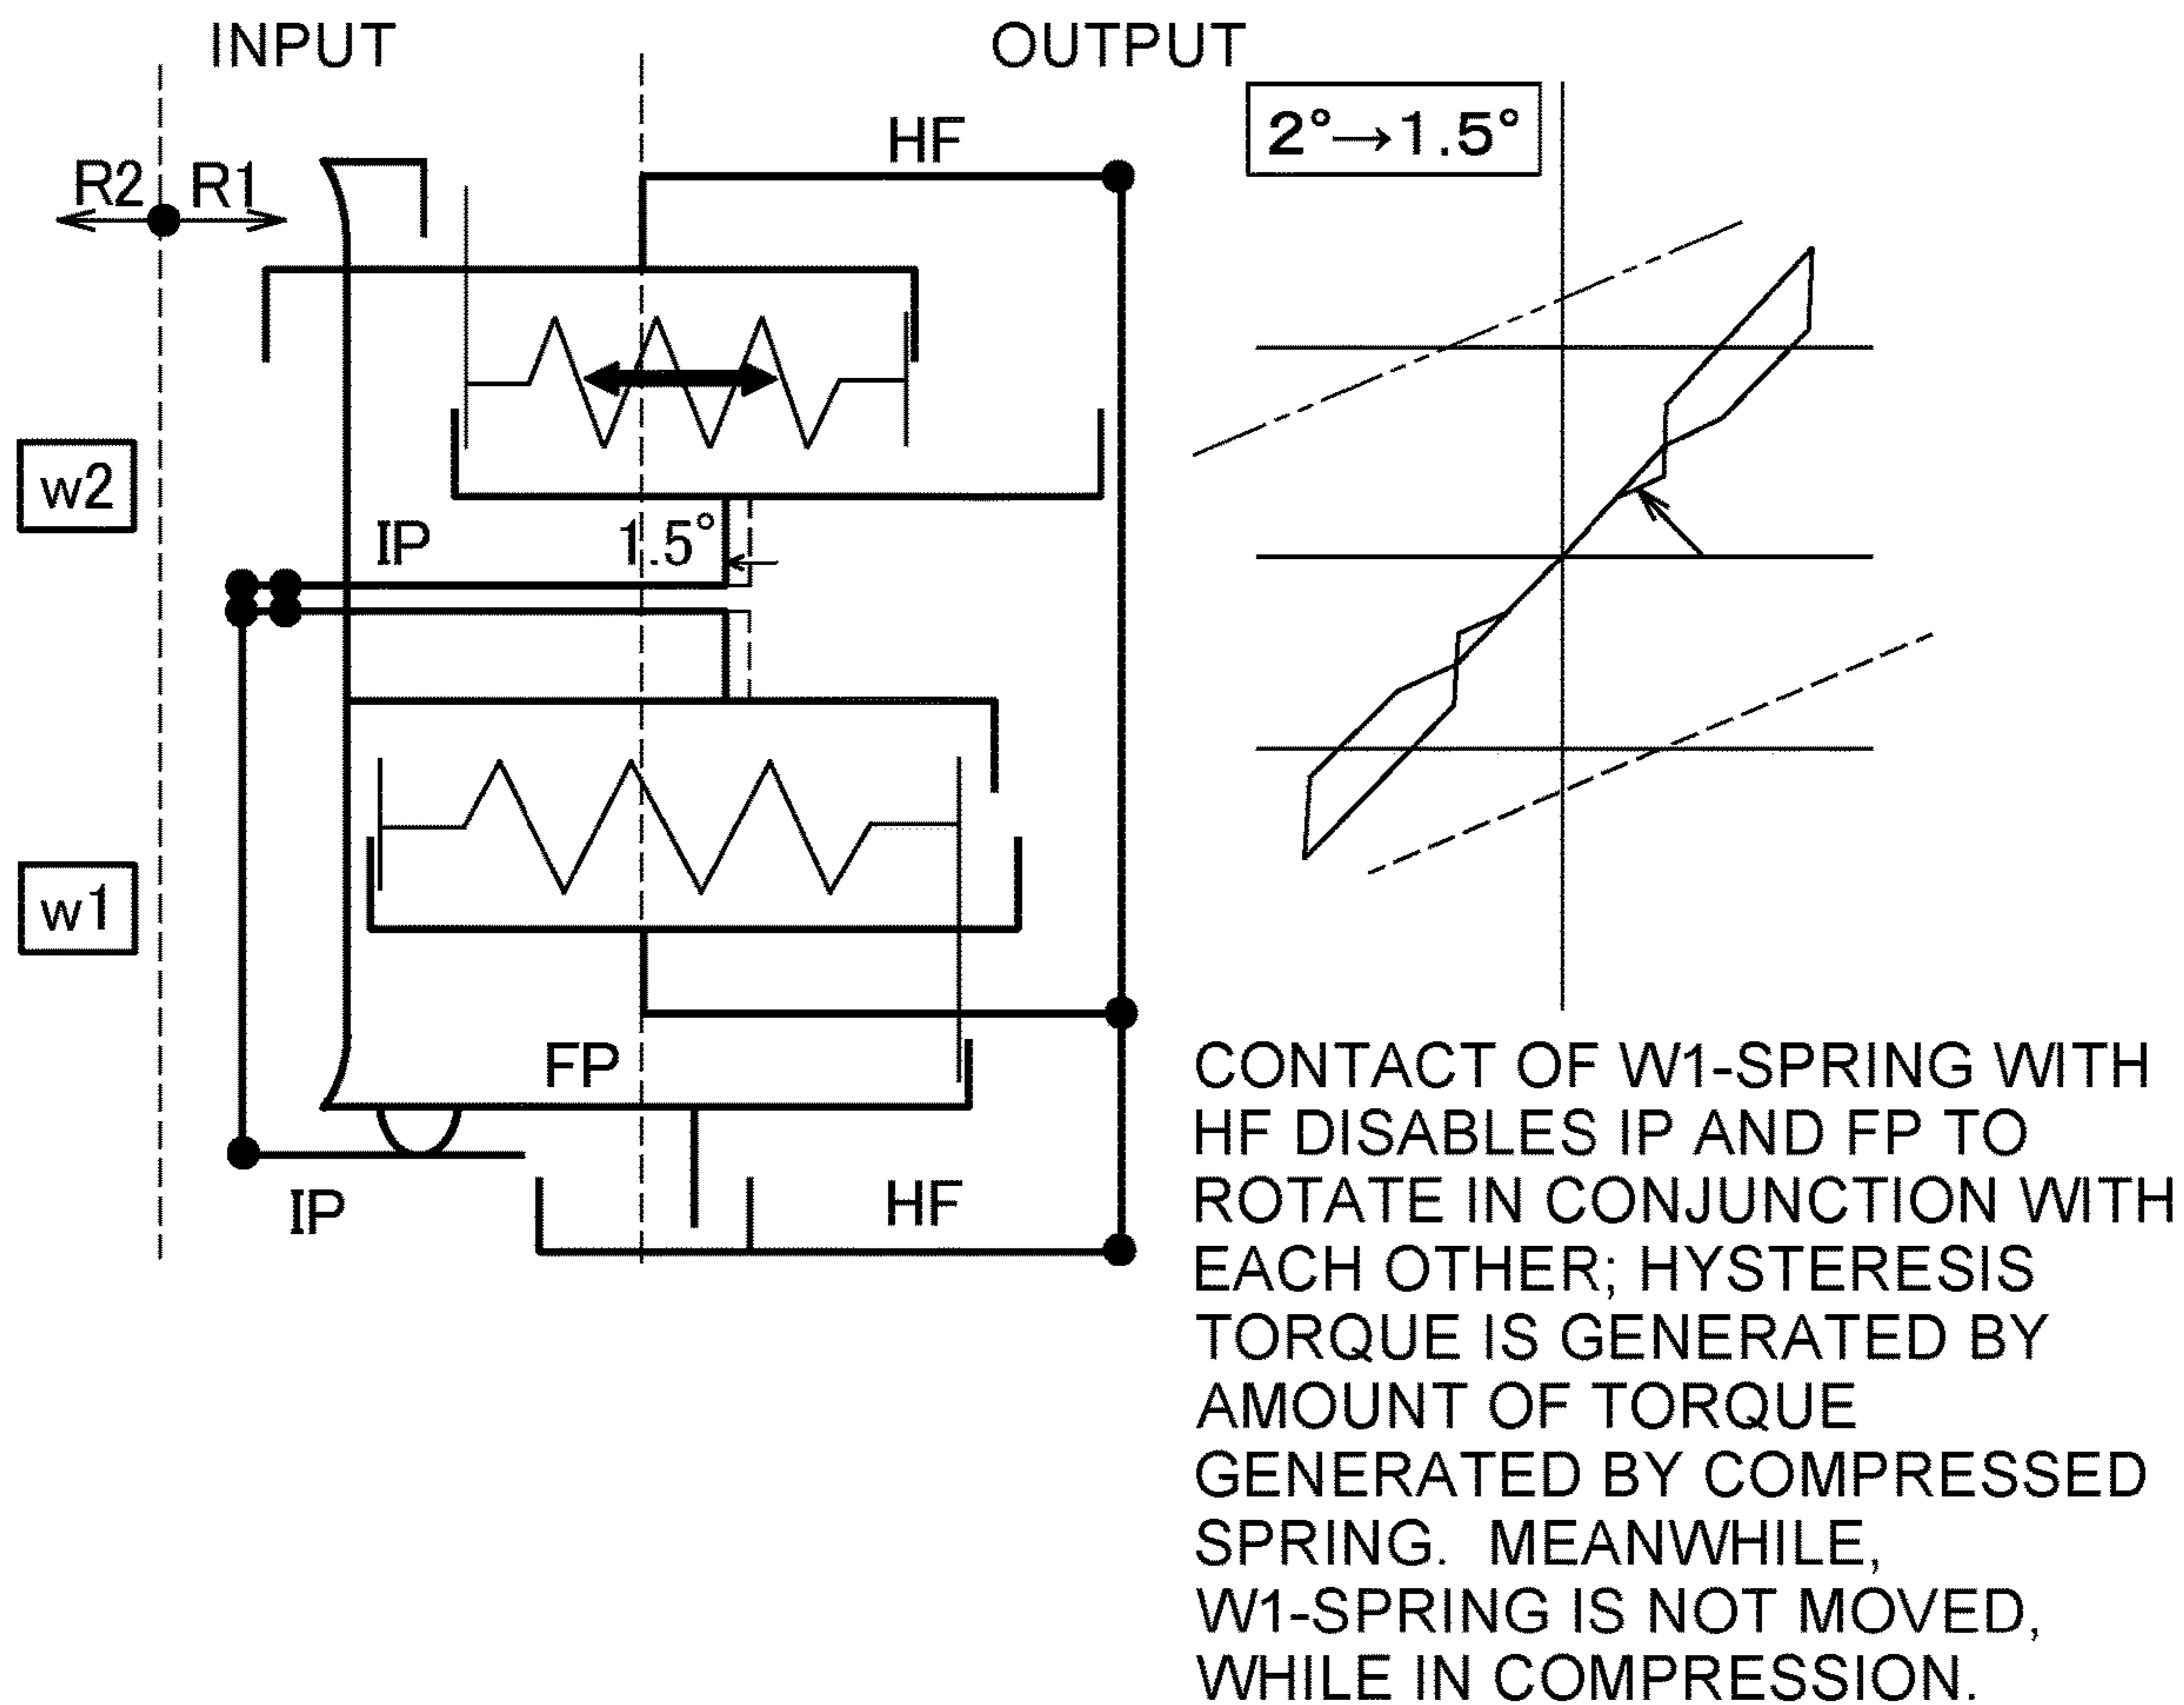 INPUT
OUTPUT
2°→1.5°
HF
R2
R1
w2
IP
1.5°
w1
FP
IP
HF
CONTACT OF W1-SPRING WITH
HF DISABLES IP AND FP TO
ROTATE IN CONJUNCTION WITH
EACH OTHER; HYSTERESIS
TORQUE IS GENERATED BY
AMOUNT OF TORQUE
GENERATED BY COMPRESSED
SPRING. MEANWHILE,
W1-SPRING IS NOT MOVED,
WHILE IN COMPRESSION.